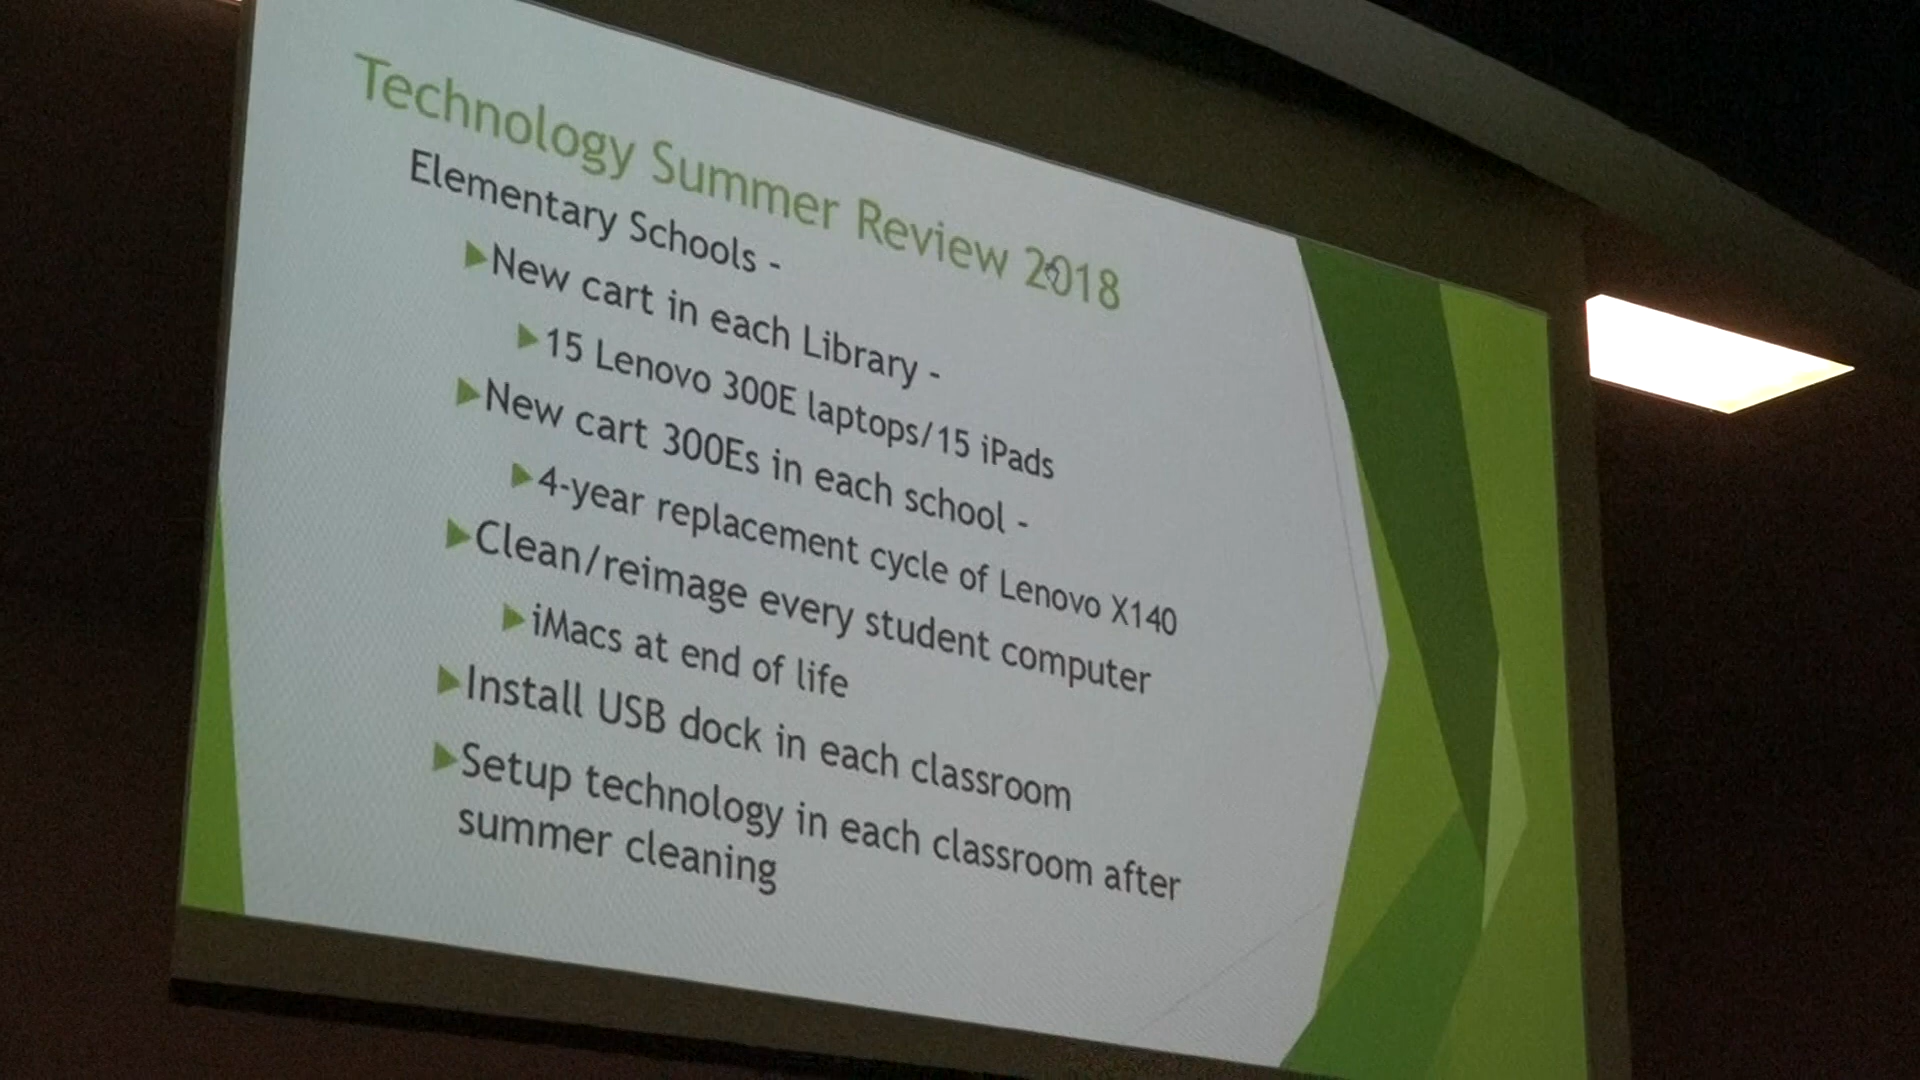 Technology Summer Review 2018
Elementary Schools -
New cart in each Library -
15 Lenovo 300E laptops/15 iPads
New cart 300Es in each school -
4-year replacement cycle of Lenovo X140
Clean/reimage every student computer
iMacs at end of life
Install USB dock in each classroom
Setup technology in each classroom after
summer cleaning